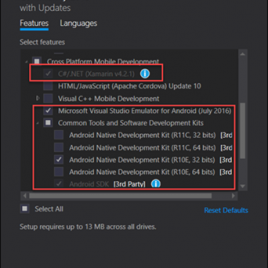 with Updates
Features Languages
Select features
Cross Platform Mobile Development
C#/.NET (Xamarin v4.2.1)
HTML/JavaScript (Apache Cordova) Update 10
Visual C++ Mobile Development
Microsoft Visual Studio Emulator for Android (July 2016)
Common Tools and Software Development Kits
Android Native Development Kit (R11C, 32 bits) [3rd
Android Native Development Kit (R11C, 64 bits) [3rd
Android Native Development Kit (R10E, 32 bits) [3rd
Android Native Development Kit (R10E, 64 bits) [3rd
Android SDK [3rd Party]
Select All
Reset Defaults
Setup requires up to 13 MB across all drives.